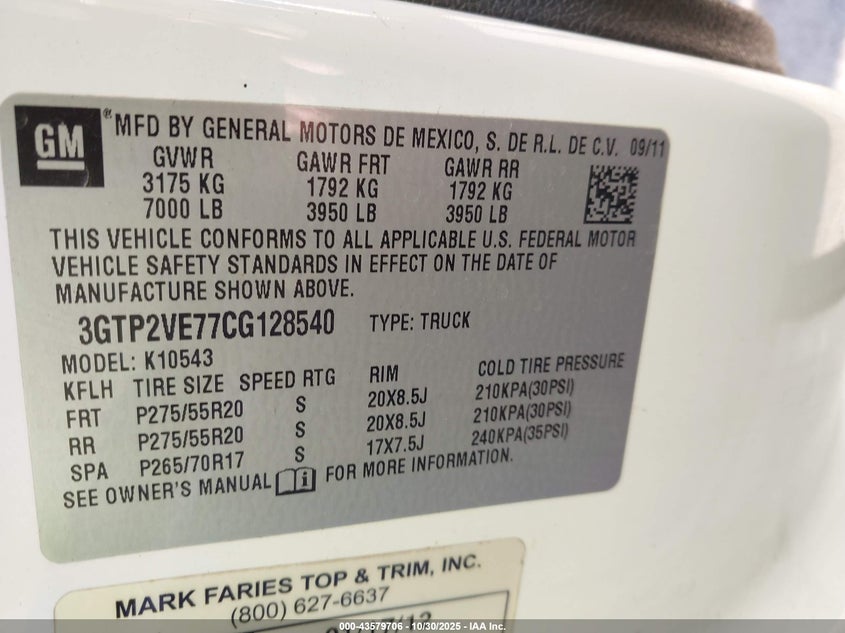 GM ® MFD BY GENERAL MOTORS DE MEXICO, S. DE R.L. DE C.V. 09/11
GVWR GAWR FRT GAWR RR
3175 KG 1792 KG 1792 KG
7000 LB 3950 LB 3950 LB
THIS VEHICLE CONFORMS TO ALL APPLICABLE U.S. FEDERAL MOTOR
VEHICLE SAFETY STANDARDS IN EFFECT ON THE DATE OF
MANUFACTURE SHOWN ABOVE.
3GTP2VE77CG128540 TYPE: TRUCK
MODEL: K10543
KFLH TIRE SIZE SPEED RTG RIM COLD TIRE PRESSURE
FRT P275/55R20 S 20X8.5J 210KPA(30PSI)
RR P275/55R20 S 20X8.5J 210KPA(30PSI)
SPA P265/70R17 S 17X7.5J 240KPA(35PSI)
SEE OWNER'S MANUAL i FOR MORE INFORMATION.
MARK FARIES TOP & TRIM, INC.
(800) 627-6637
000-43579706 - 10/30/2025 - IAA Inc.